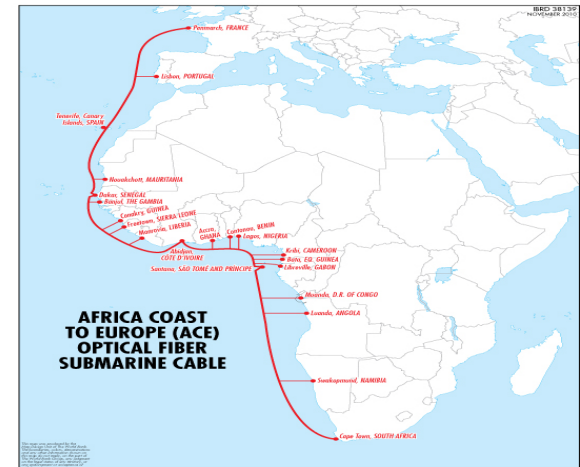 IBRD 38139
NOVEMBER 2010
Penmarch, FRANCE
Lisbon, PORTUGAL
Tenerife, Canary
Islands, SPAIN
Nouakchott, MAURITANIA
Dakar, SENEGAL
Banjul, THE GAMBIA
Conakry, GUINEA
Freetown, SIERRA LEONE
Monrovia, LIBERIA
Abidjan,
CÔTE D'IVOIRE
Accra,
GHANA
Cotonou, BENIN
Lagos, NIGERIA
Kribi, CAMEROON
Bata, EQ. GUINEA
Libreville, GABON
Santana, SAO TOME AND PRINCIPE
Muanda, D.R. OF CONGO
Luanda, ANGOLA
Swakopmund, NAMIBIA
Cape Town, SOUTH AFRICA
AFRICA COAST
TO EUROPE (ACE)
OPTICAL FIBER
SUBMARINE CABLE